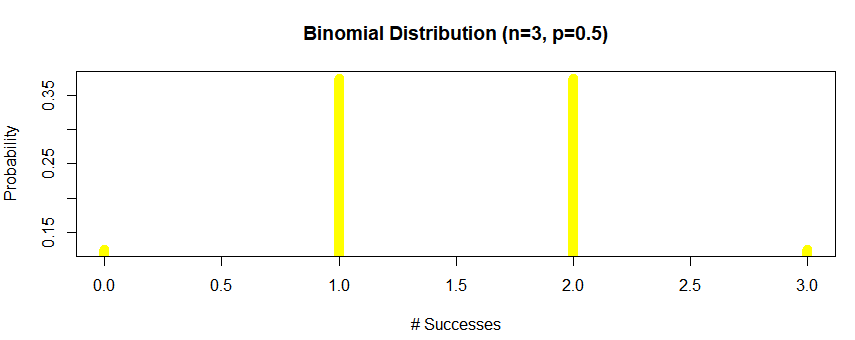 Binomial Distribution (n=3, p=0.5)
Probability
0.35
0.25
0.15
0.0 0.5 1.0 1.5 2.0 2.5 3.0
# Successes